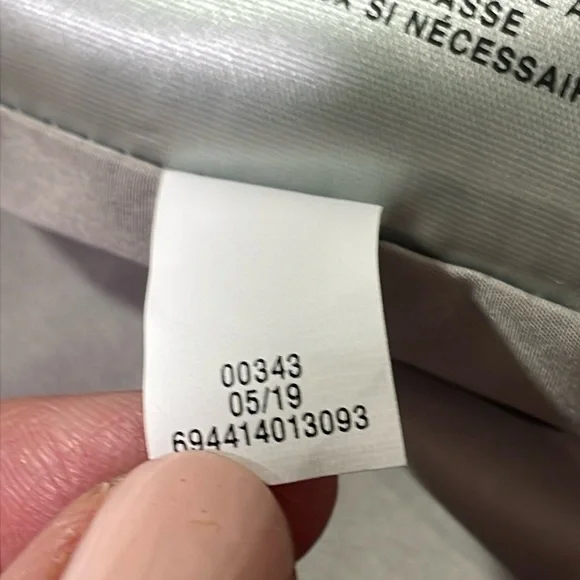 ASSE
X SI NÉCESSAIR
00343
05/19
694414013093